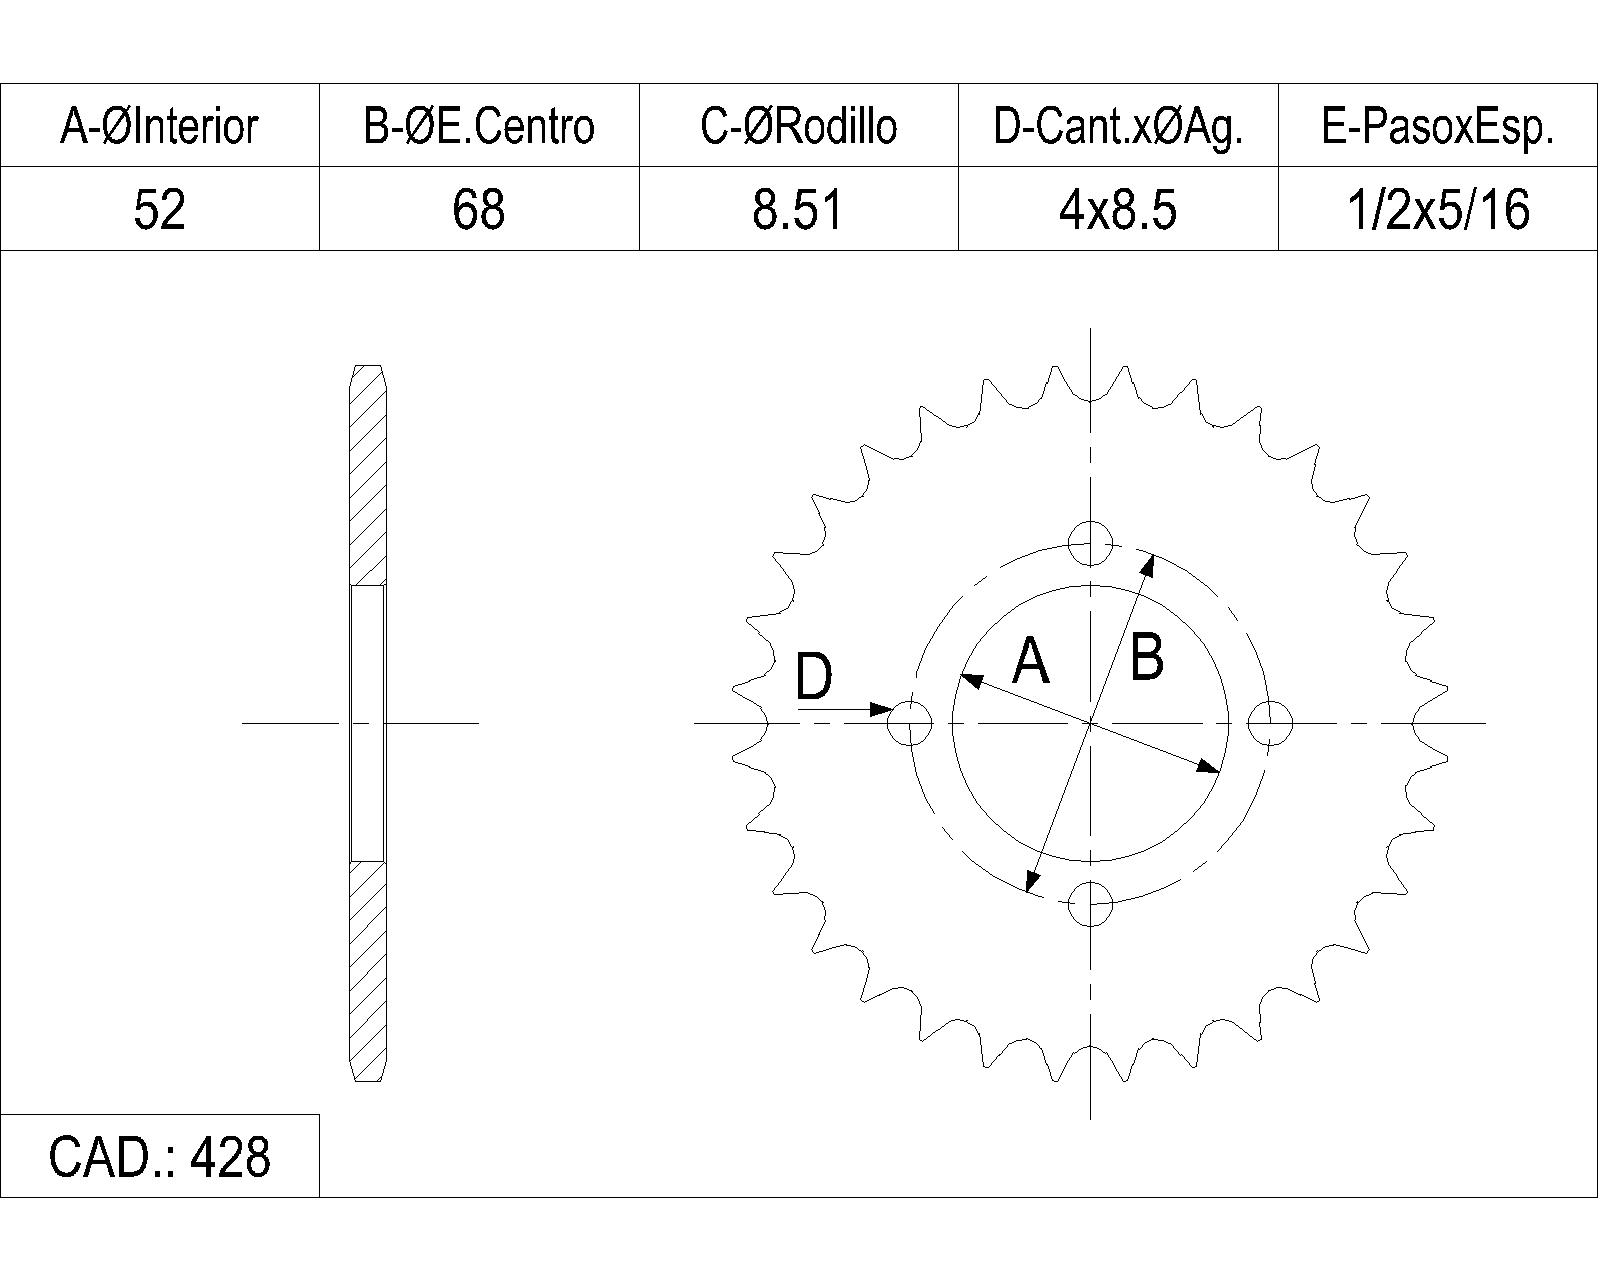 A-ØInterior B-ØE.Centro C-ØRodillo D-Cant.xØAg. E-PasoxEsp.
52 68 8.51 4x8.5 1/2x5/16
A B
D
CAD.: 428